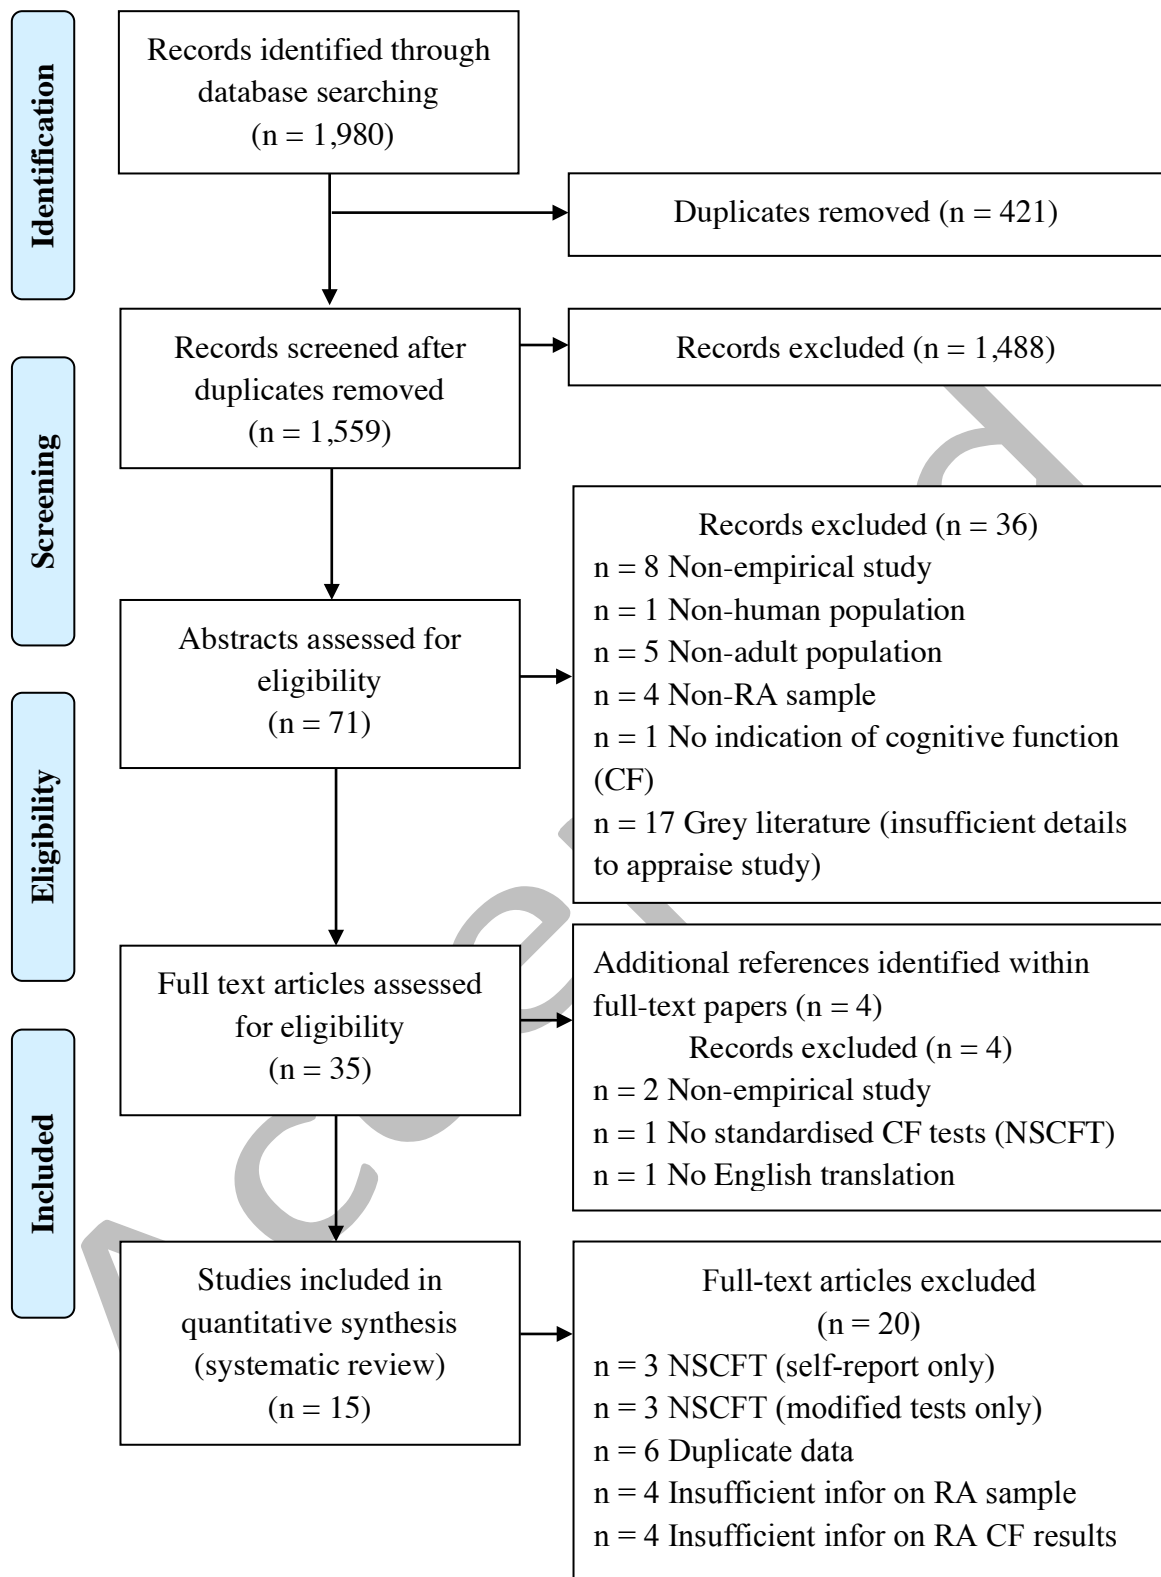 Identification
Records identified through
database searching
(n = 1,980)
Duplicates removed (n = 421)
Screening
Records screened after
duplicates removed
(n = 1,559)
Records excluded (n = 1,488)
Abstracts assessed for
eligibility
(n = 71)
Records excluded (n = 36)
n = 8 Non-empirical study
n = 1 Non-human population
n = 5 Non-adult population
n = 4 Non-RA sample
n = 1 No indication of cognitive function
(CF)
n = 17 Grey literature (insufficient details
to appraise study)
Eligibility
Full text articles assessed
for eligibility
(n = 35)
Additional references identified within
full-text papers (n = 4)
Records excluded (n = 4)
n = 2 Non-empirical study
n = 1 No standardised CF tests (NSCFT)
n = 1 No English translation
Included
Studies included in
quantitative synthesis
(systematic review)
(n = 15)
Full-text articles excluded
(n = 20)
n = 3 NSCFT (self-report only)
n = 3 NSCFT (modified tests only)
n = 6 Duplicate data
n = 4 Insufficient infor on RA sample
n = 4 Insufficient infor on RA CF results